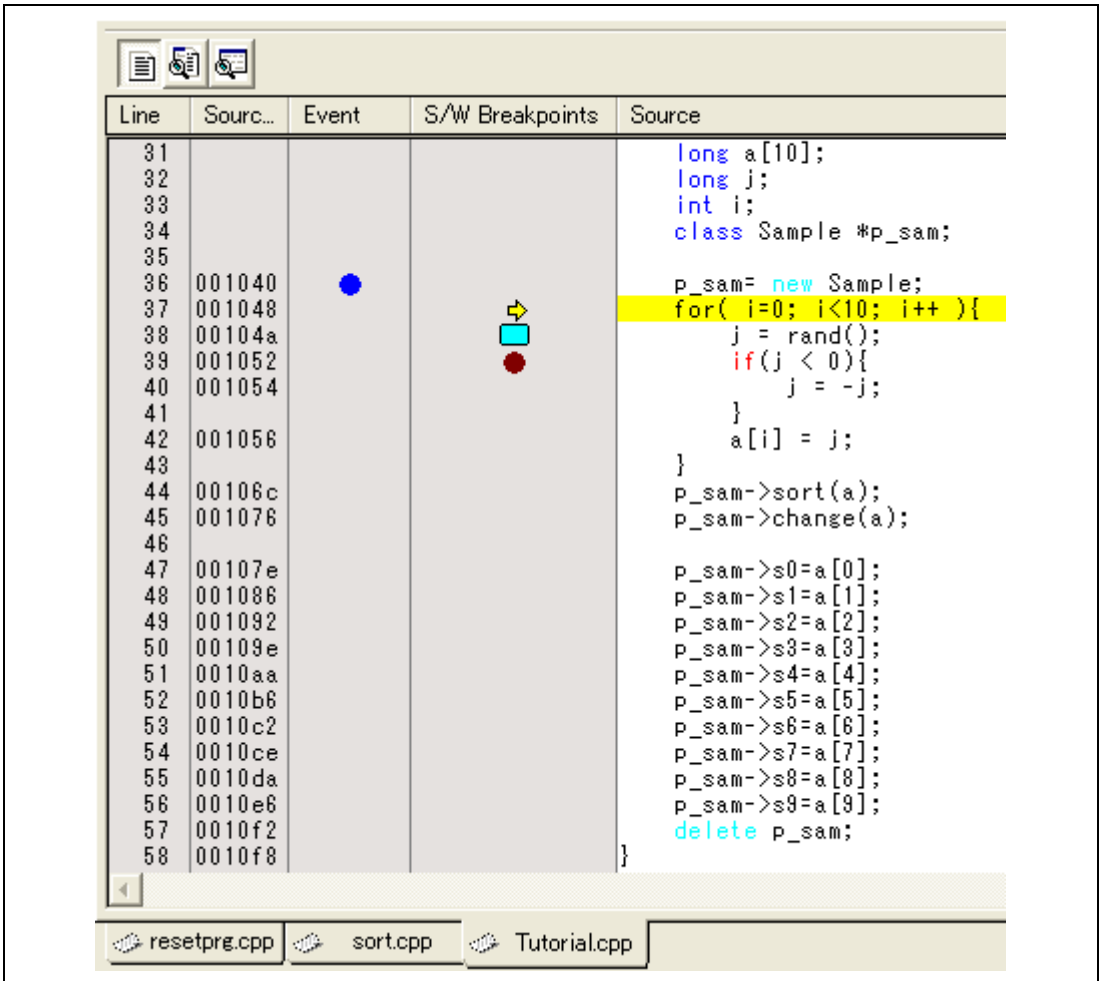 Line Sourc... Event S/W Breakpoints Source
31 long a[10];
32 long j;
33 int i;
34 class Sample *p_sam;
35
36 001040 p_sam= new Sample;
37 001048 for( i=0; i<10; i++ ){
38 00104a j = rand();
39 001052 if(j < 0){
40 001054 j = -j;
41 }
42 001056 a[i] = j;
43 }
44 00106c p_sam->sort(a);
45 001076 p_sam->change(a);
46
47 00107e p_sam->s0=a[0];
48 001086 p_sam->s1=a[1];
49 001092 p_sam->s2=a[2];
50 00109e p_sam->s3=a[3];
51 0010aa p_sam->s4=a[4];
52 0010b6 p_sam->s5=a[5];
53 0010c2 p_sam->s6=a[6];
54 0010ce p_sam->s7=a[7];
55 0010da p_sam->s8=a[8];
56 0010e6 p_sam->s9=a[9];
57 0010f2 delete p_sam;
58 0010f8 }
resetprg.cpp sort.cpp Tutorial.cpp